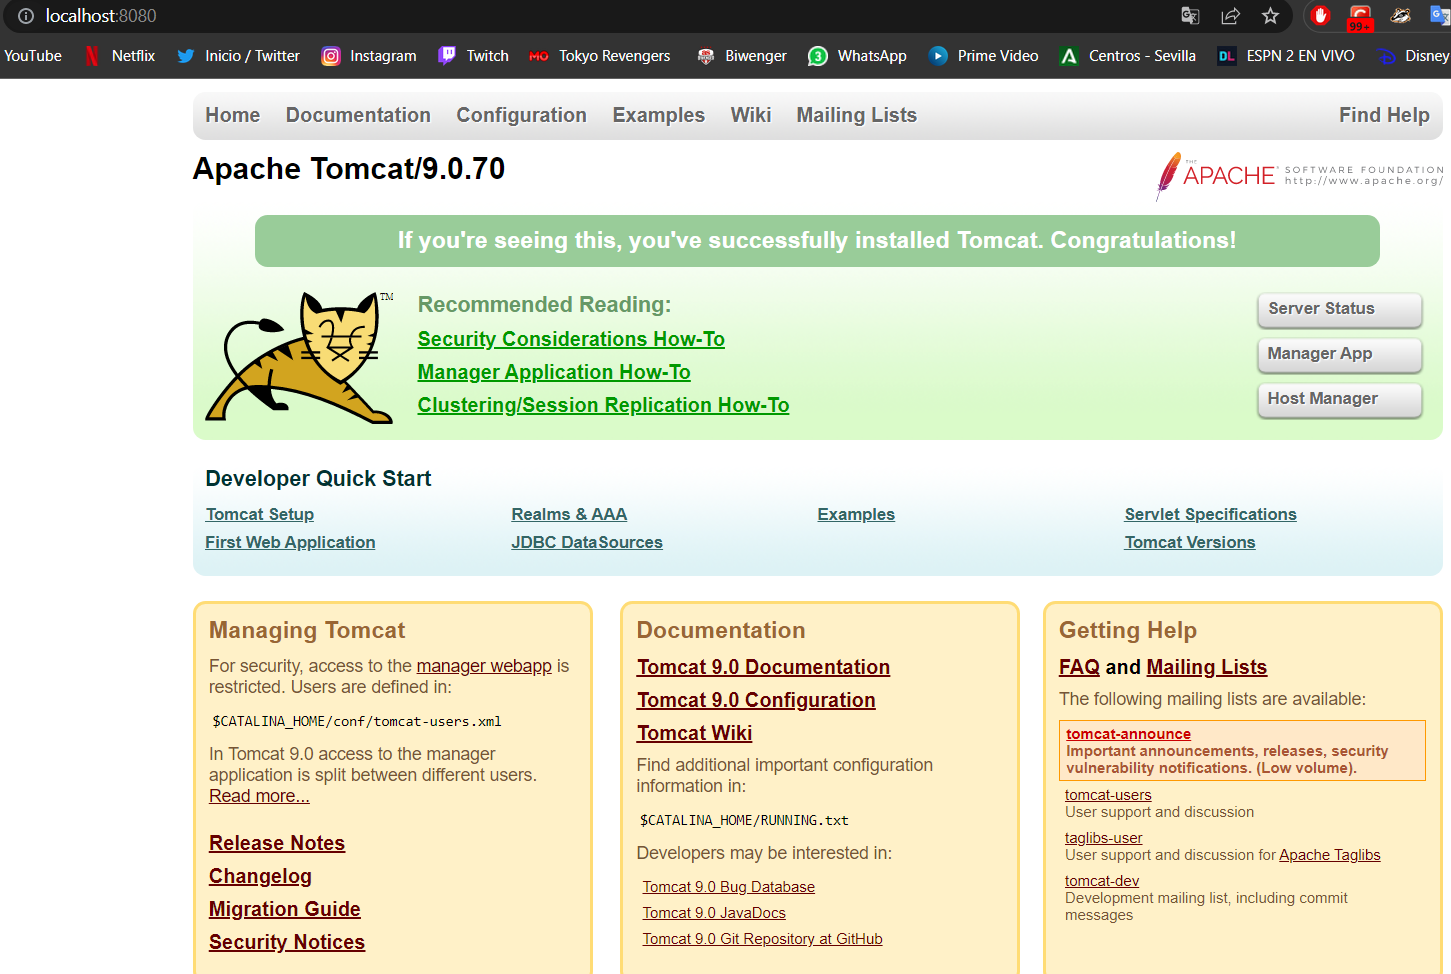 localhost:8080
99+
YouTube Netflix Inicio / Twitter Instagram Twitch MO Tokyo Revengers as Biwenger 3 WhatsApp Prime Video Centros - Sevilla DL ESPN 2 EN VIVO Disney
Home Documentation Configuration Examples Wiki Mailing Lists Find Help
Apache Tomcat/9.0.70
THE APACHE® SOFTWARE FOUNDATION
http://www.apache.org/
If you're seeing this, you've successfully installed Tomcat. Congratulations!
TM
Recommended Reading:
Security Considerations How-To
Manager Application How-To
Clustering/Session Replication How-To
Server Status
Manager App
Host Manager
Developer Quick Start
Tomcat Setup
First Web Application
Realms & AAA
JDBC DataSources
Examples
Servlet Specifications
Tomcat Versions
Managing Tomcat
For security, access to the manager webapp is
restricted. Users are defined in:
$CATALINA_HOME/conf/tomcat-users.xml
In Tomcat 9.0 access to the manager
application is split between different users.
Read more...
Release Notes
Changelog
Migration Guide
Security Notices
Documentation
Tomcat 9.0 Documentation
Tomcat 9.0 Configuration
Tomcat Wiki
Find additional important configuration
information in:
$CATALINA_HOME/RUNNING.txt
Developers may be interested in:
Tomcat 9.0 Bug Database
Tomcat 9.0 JavaDocs
Tomcat 9.0 Git Repository at GitHub
Getting Help
FAQ and Mailing Lists
The following mailing lists are available:
tomcat-announce
Important announcements, releases, security
vulnerability notifications. (Low volume).
tomcat-users
User support and discussion
taglibs-user
User support and discussion for Apache Taglibs
tomcat-dev
Development mailing list, including commit
messages